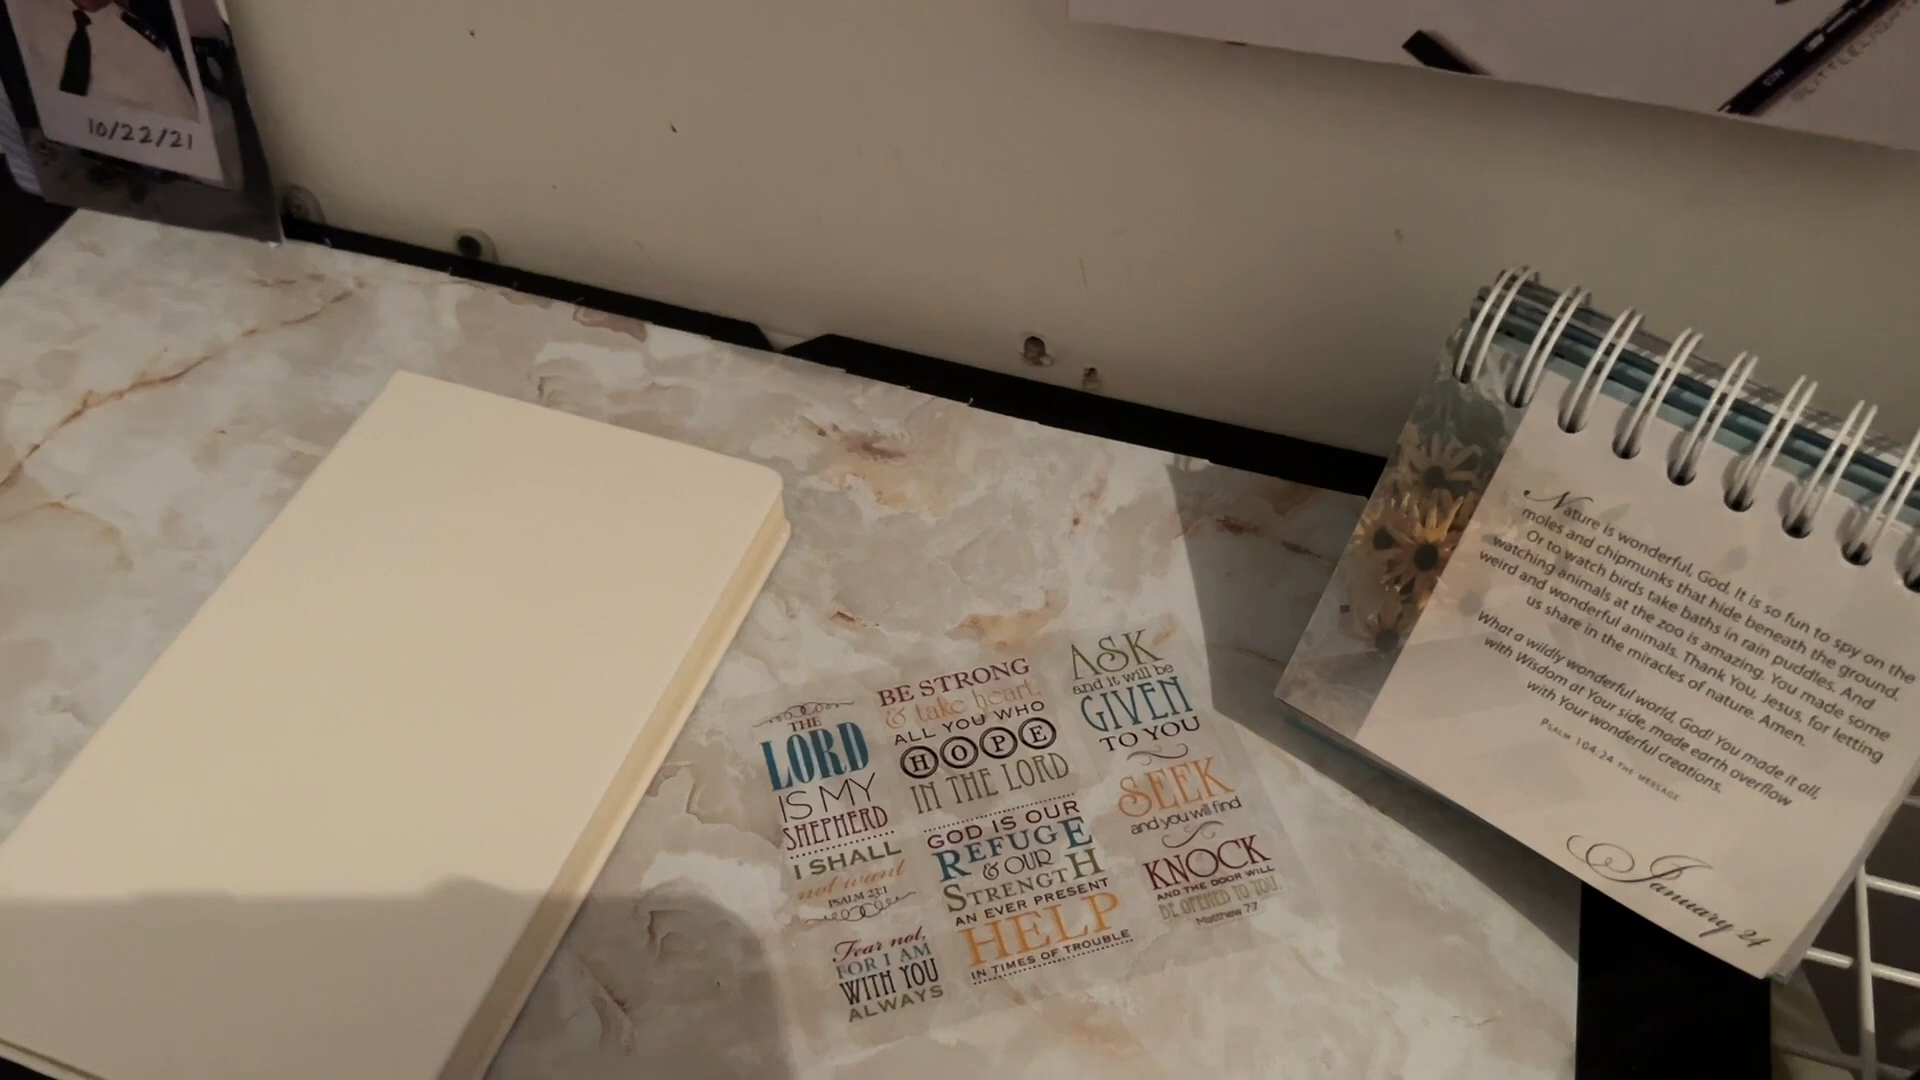 10/22/21
THE
LORD
IS MY
SHEPHERD
I SHALL
not want
PSALM 23:1
Fear not,
FOR I AM
WITH YOU
ALWAYS
BE STRONG
& take heart,
ALL YOU WHO
HOPE
IN THE LORD
GOD IS OUR
REFUGE
& OUR
STRENGTH
AN EVER PRESENT
HELP
IN TIMES OF TROUBLE
ASK
and it will be
GIVEN
TO YOU
SEEK
and you will find
KNOCK
AND THE DOOR WILL
BE OPENED TO YOU.
Matthew 7:7
Nature is wonderful, God. It is so fun to spy on the
moles and chipmunks that hide beneath the ground.
Or to watch birds take baths in rain puddles. And
watching animals at the zoo is amazing. You made some
weird and wonderful animals. Thank You, Jesus, for letting
us share in the miracles of nature. Amen.
What a wildly wonderful world, God! You made it all,
with Wisdom at Your side, made earth overflow
with Your wonderful creations.
PSALM 104:24 THE MESSAGE
January 24